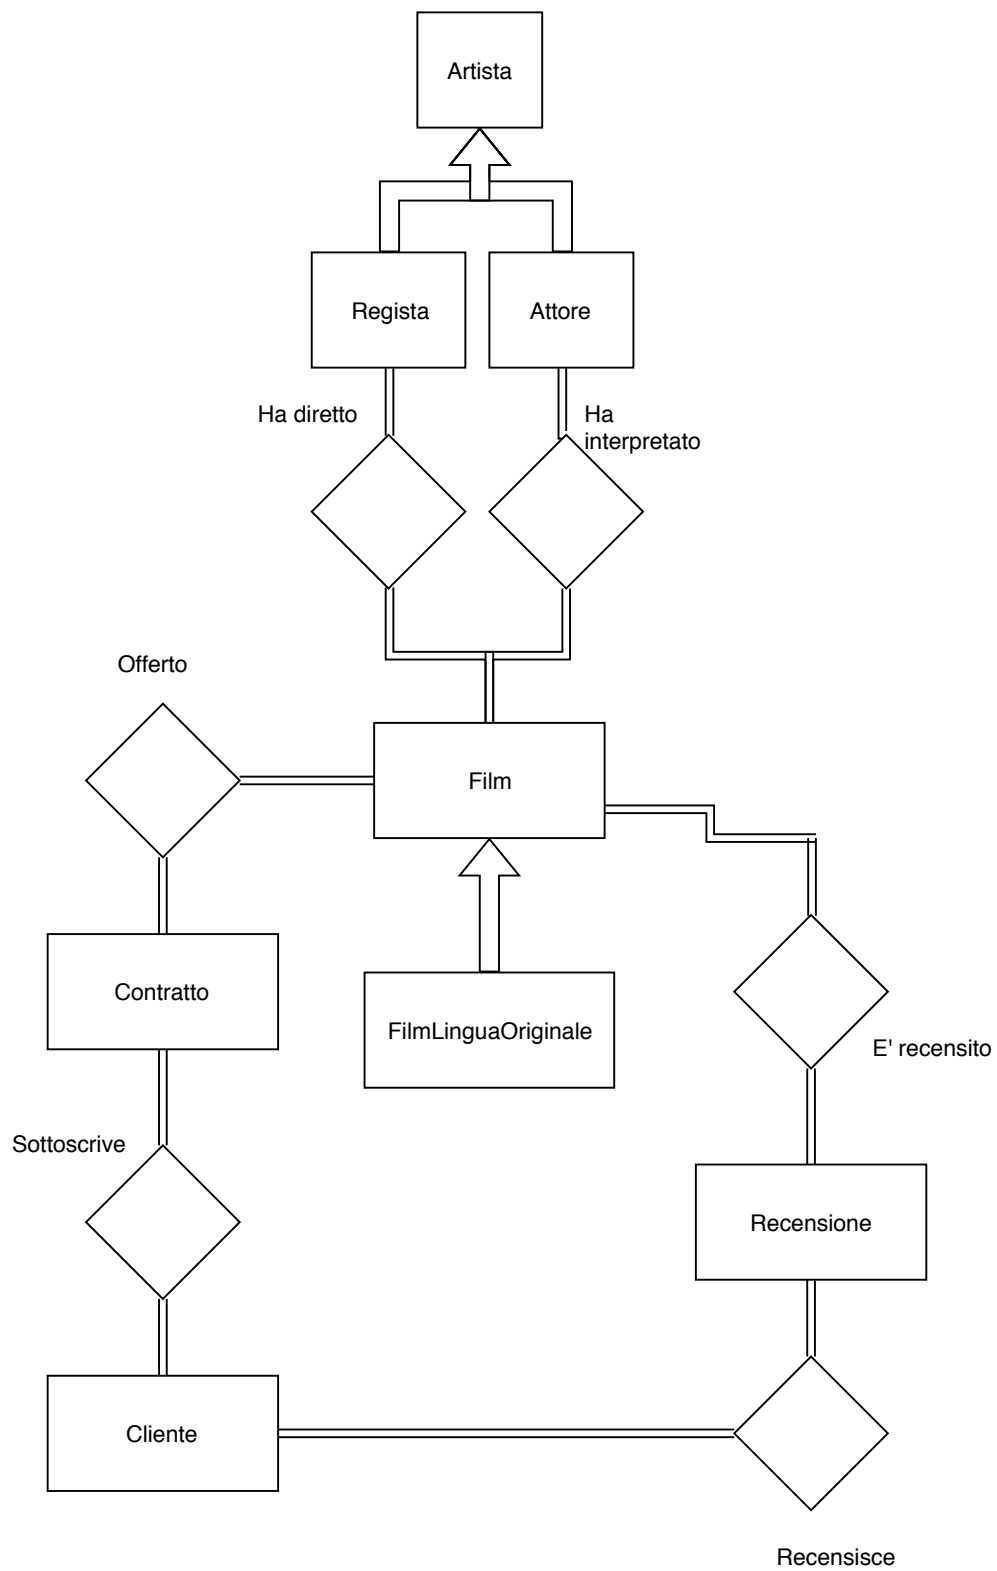 Artista
Regista
Attore
Ha diretto
Ha
interpretato
Offerto
Film
Contratto
FilmLinguaOriginale
E' recensito
Sottoscrive
Recensione
Cliente
Recensisce